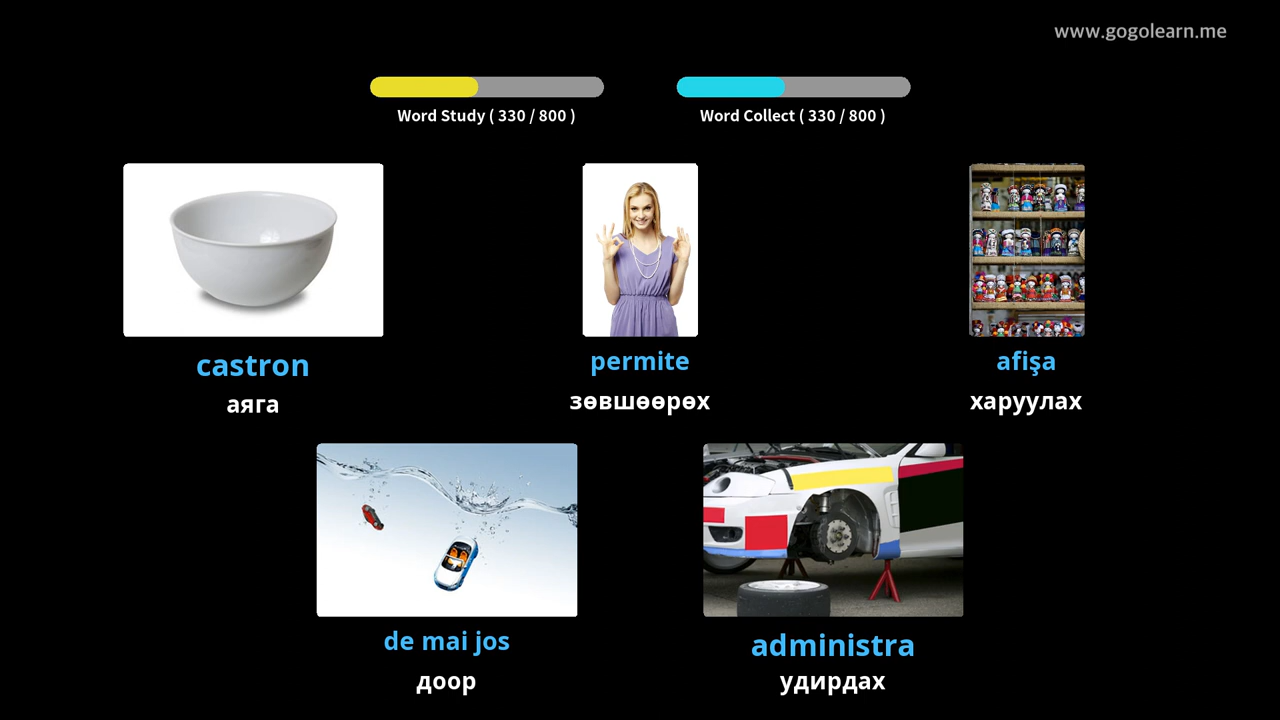 www.gogolearn.me
Word Study ( 330 / 800 )
Word Collect ( 330 / 800 )
castron
аяга
permite
зөвшөөрөх
afişa
харуулах
de mai jos
доор
administra
удирдах